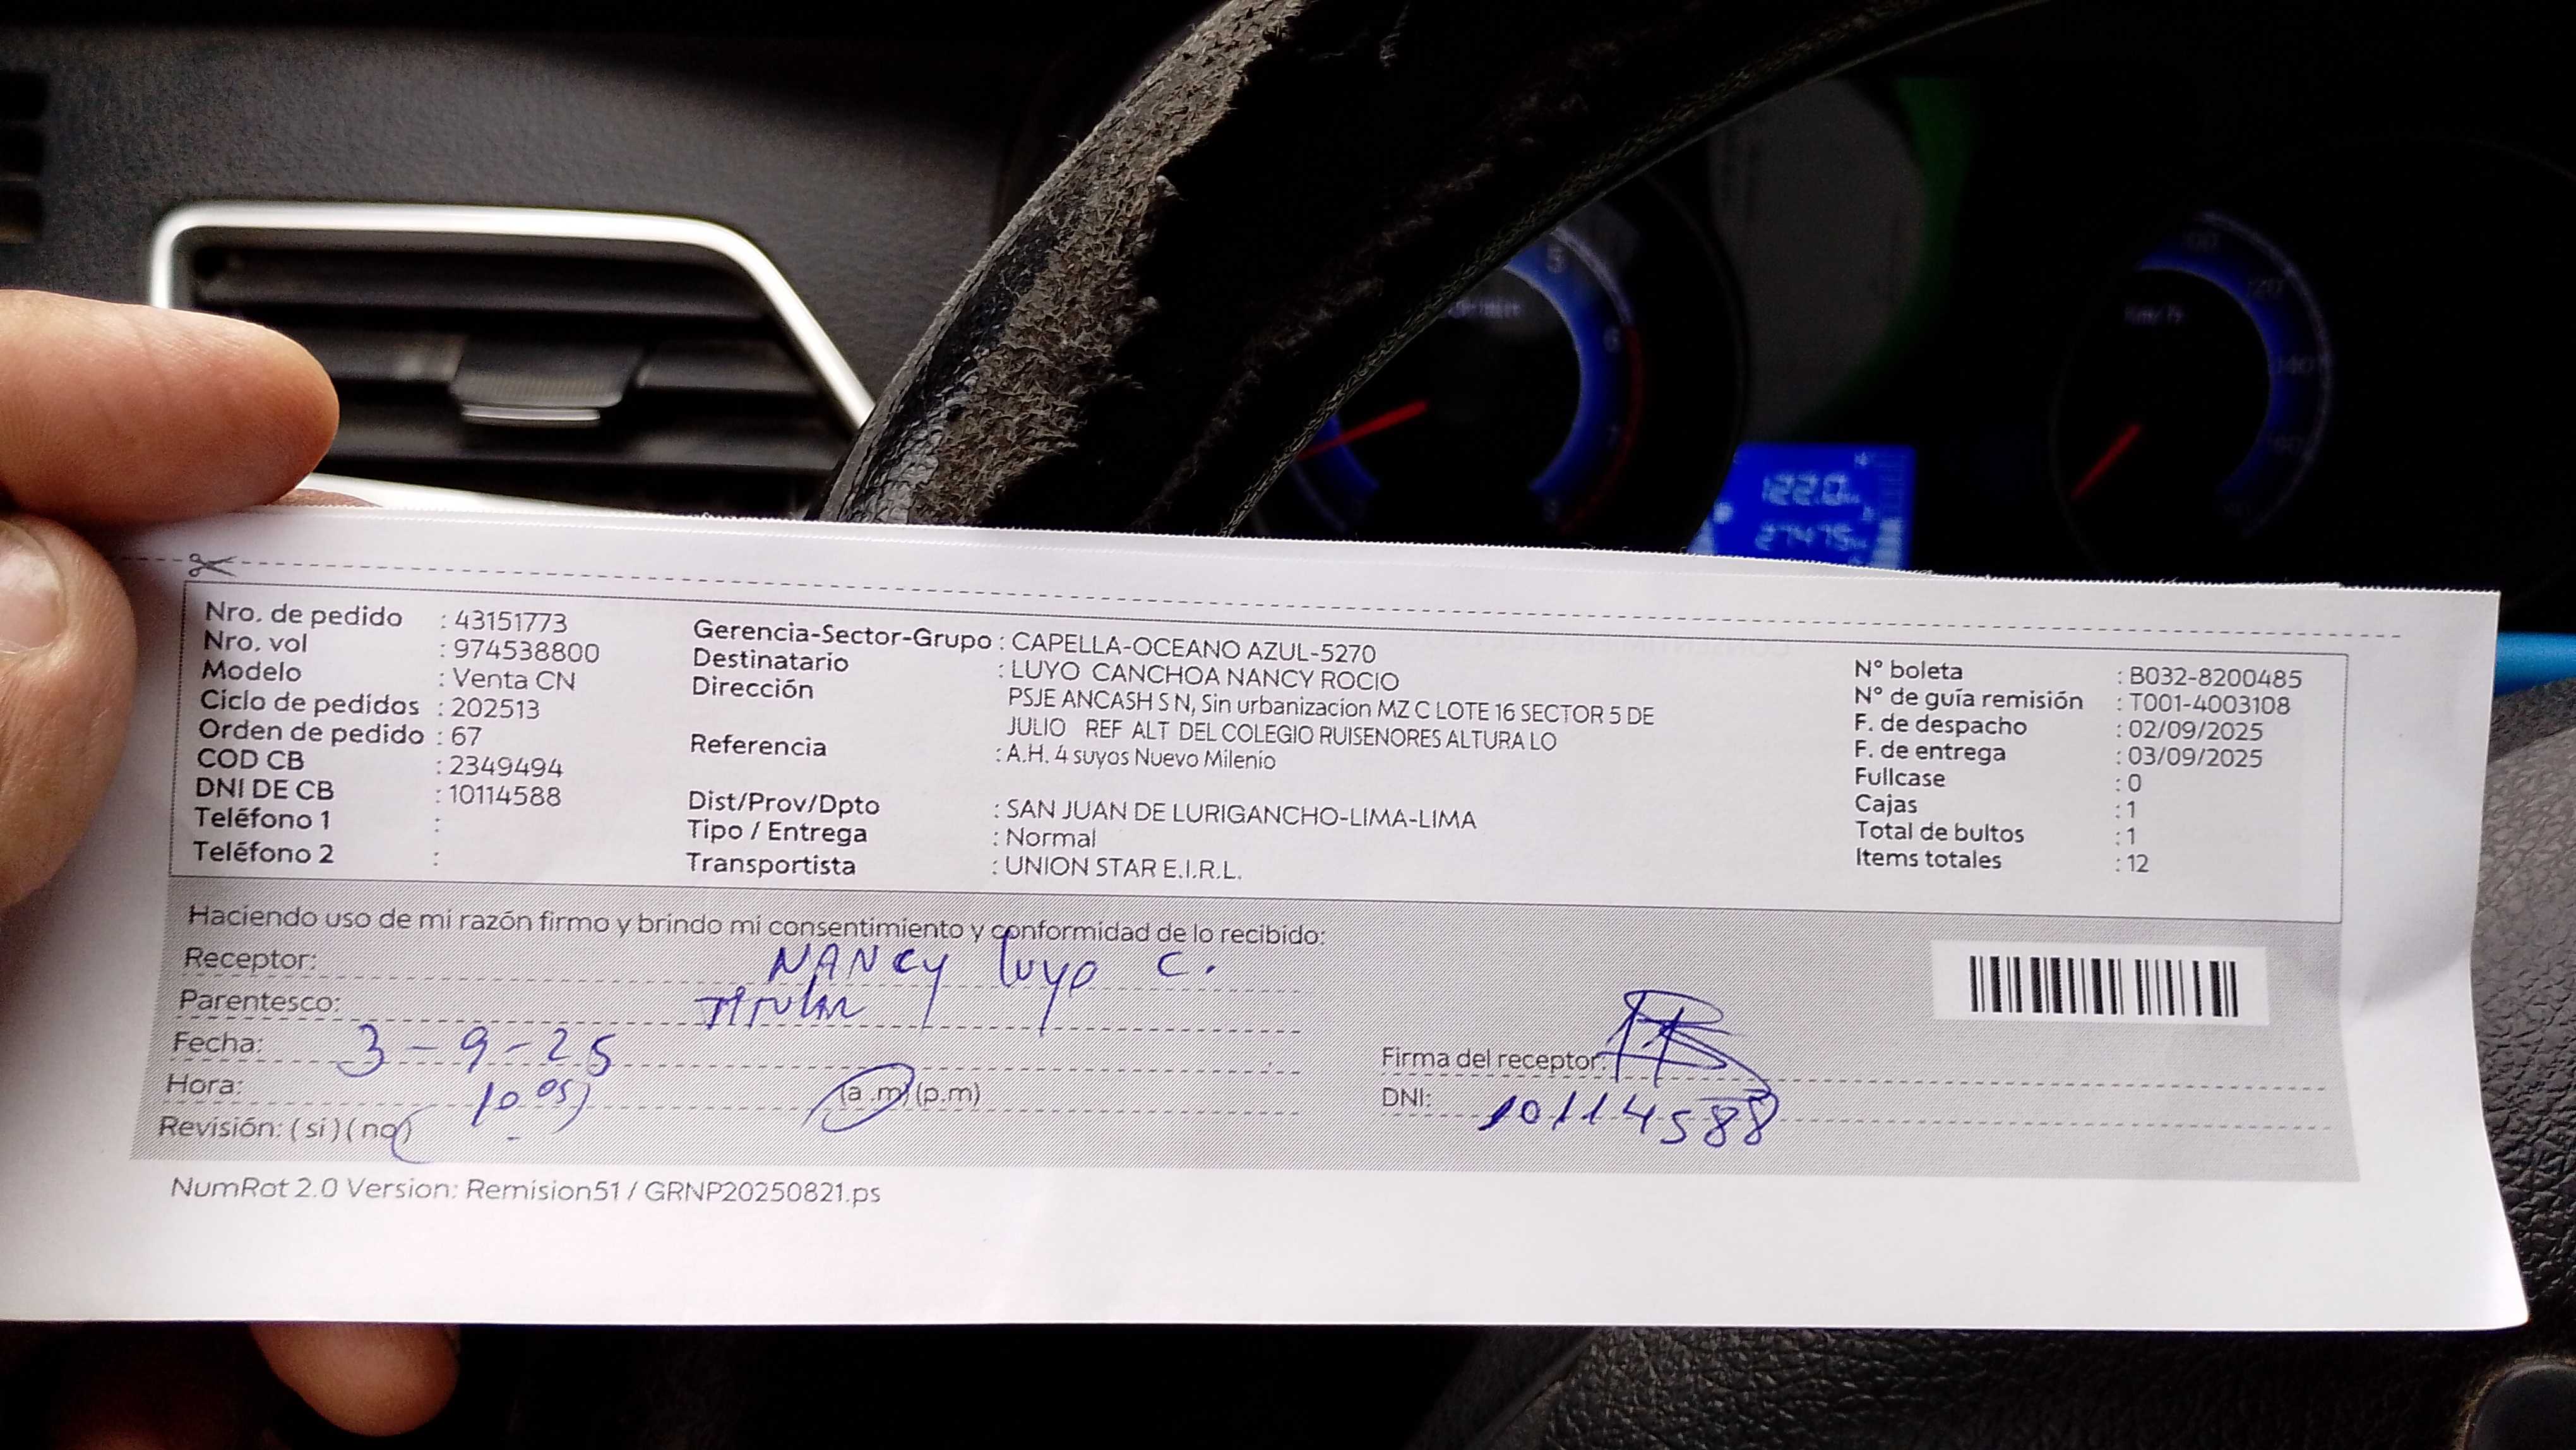 Nro. de pedido : 43151773
Nro. vol : 974538800
Modelo : Venta CN
Ciclo de pedidos : 202513
Orden de pedido : 67
COD CB : 2349494
DNI DE CB : 10114588
Teléfono 1 :
Teléfono 2 :
Gerencia-Sector-Grupo : CAPELLA-OCEANO AZUL-5270
Destinatario : LUYO CANCHOA NANCY ROCIO
Dirección PSJE ANCASH S N, Sin urbanizacion MZ C LOTE 16 SECTOR 5 DE
JULIO REF ALT DEL COLEGIO RUISENORES ALTURA LO
Referencia : A.H. 4 suyos Nuevo Milenio
Dist/Prov/Dpto : SAN JUAN DE LURIGANCHO-LIMA-LIMA
Tipo / Entrega : Normal
Transportista : UNION STAR E.I.R.L.
N° boleta : B032-8200485
N° de guía remisión : T001-4003108
F. de despacho : 02/09/2025
F. de entrega : 03/09/2025
Fullcase : 0
Cajas : 1
Total de bultos : 1
Items totales : 12
Haciendo uso de mi razón firmo y brindo mi consentimiento y conformidad de lo recibido:
Receptor: NANCY luyo C.
Parentesco: Titular
Fecha: 3-9-25
Hora: 10 05 (a .m) (p.m)
Revisión: ( si ) ( no )
Firma del receptor:
DNI: 10114588
NumRot 2.0 Version: Remision51 / GRNP20250821.ps
122.0